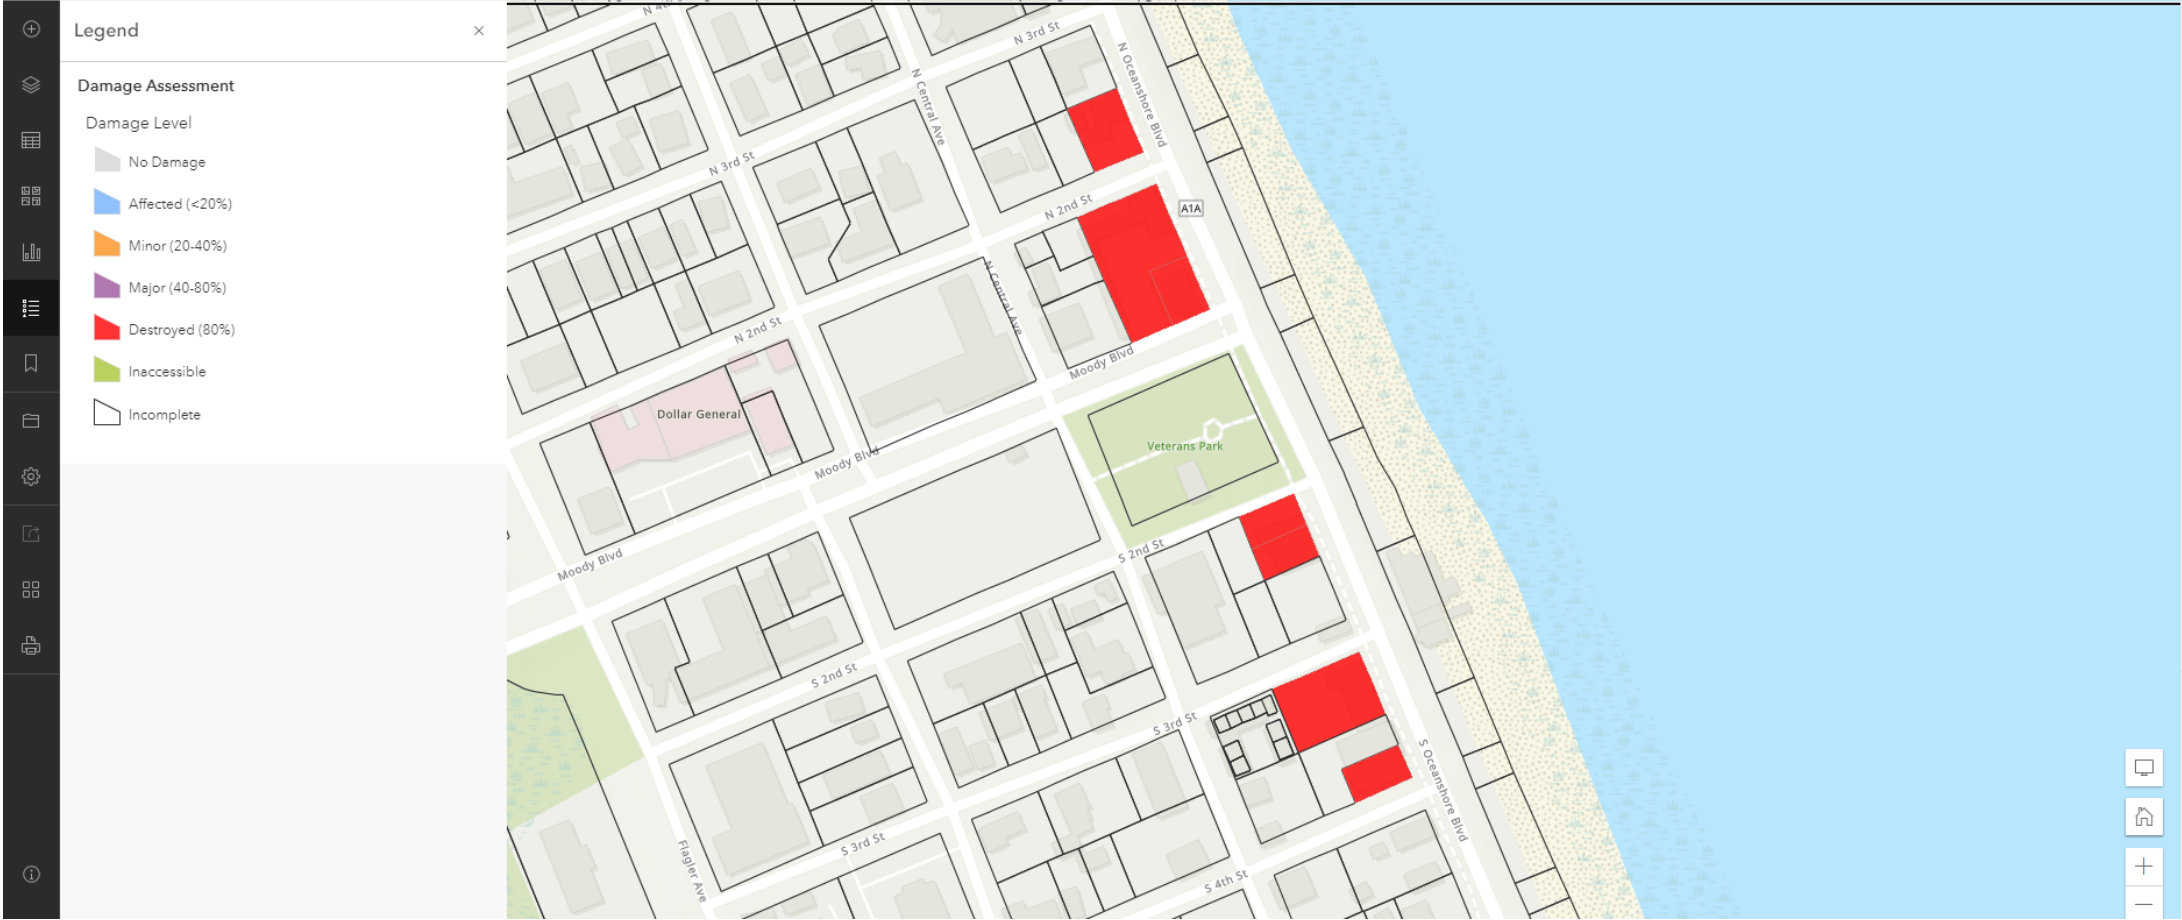 Legend
Damage Assessment
Damage Level
No Damage
Affected (<20%)
Minor (20-40%)
Major (40-80%)
Destroyed (80%)
Inaccessible
Incomplete
N 3rd St
N Oceanshore Blvd
N Central Ave
N 3rd St
N 2nd St
A1A
N Central Ave
N 2nd St
Moody Blvd
Dollar General
Veterans Park
Moody Blvd
Moody Blvd
S 2nd St
S 2nd St
S 3rd St
S Oceanshore Blvd
S 3rd St
Flagler Ave
S 4th St